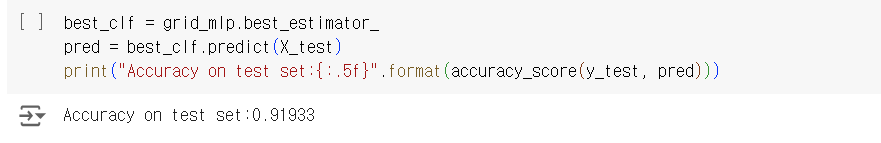 [ ] best_clf = grid_mlp.best_estimator_
pred = best_clf.predict(X_test)
print("Accuracy on test set:{:.5f}".format(accuracy_score(y_test, pred)))
Accuracy on test set:0.91933